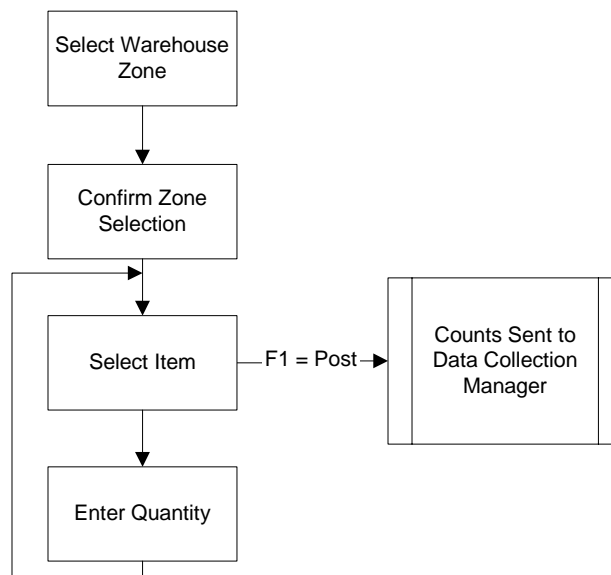 Select Warehouse
Zone
Confirm Zone
Selection
Select Item
F1 = Post
Counts Sent to
Data Collection
Manager
Enter Quantity